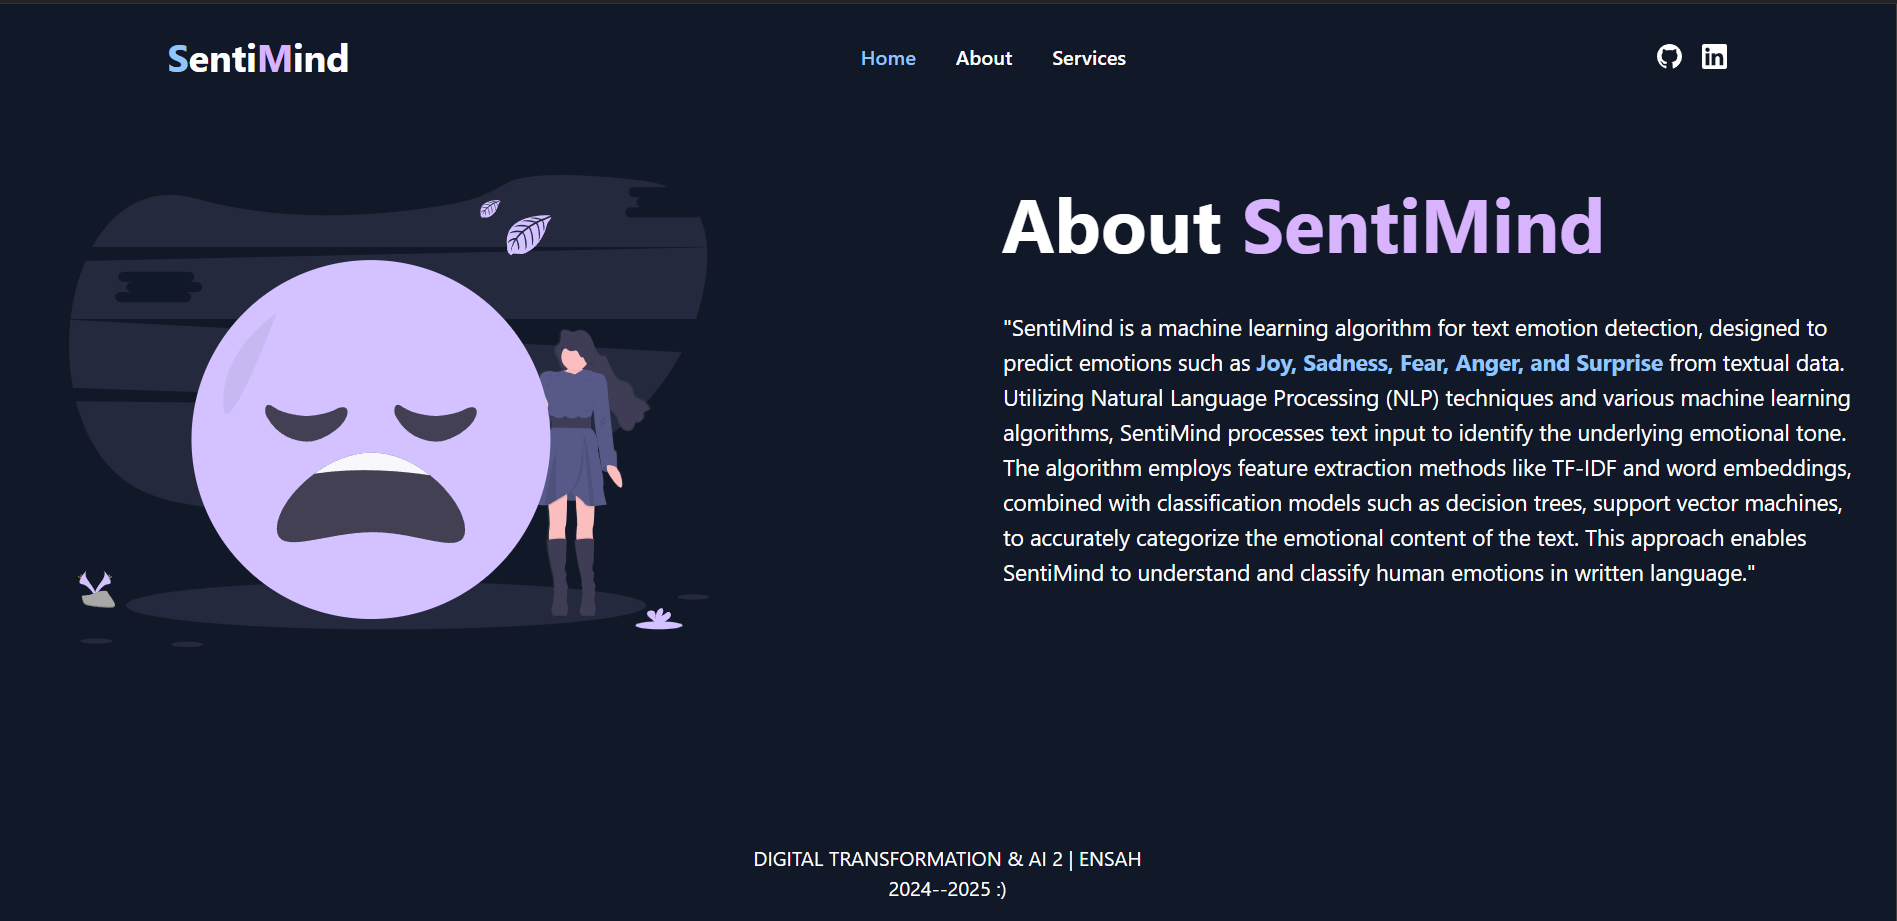 SentiMind
Home About Services
About SentiMind
"SentiMind is a machine learning algorithm for text emotion detection, designed to
predict emotions such as Joy, Sadness, Fear, Anger, and Surprise from textual data.
Utilizing Natural Language Processing (NLP) techniques and various machine learning
algorithms, SentiMind processes text input to identify the underlying emotional tone.
The algorithm employs feature extraction methods like TF-IDF and word embeddings,
combined with classification models such as decision trees, support vector machines,
to accurately categorize the emotional content of the text. This approach enables
SentiMind to understand and classify human emotions in written language."
DIGITAL TRANSFORMATION & AI 2 | ENSAH
2024--2025 :)